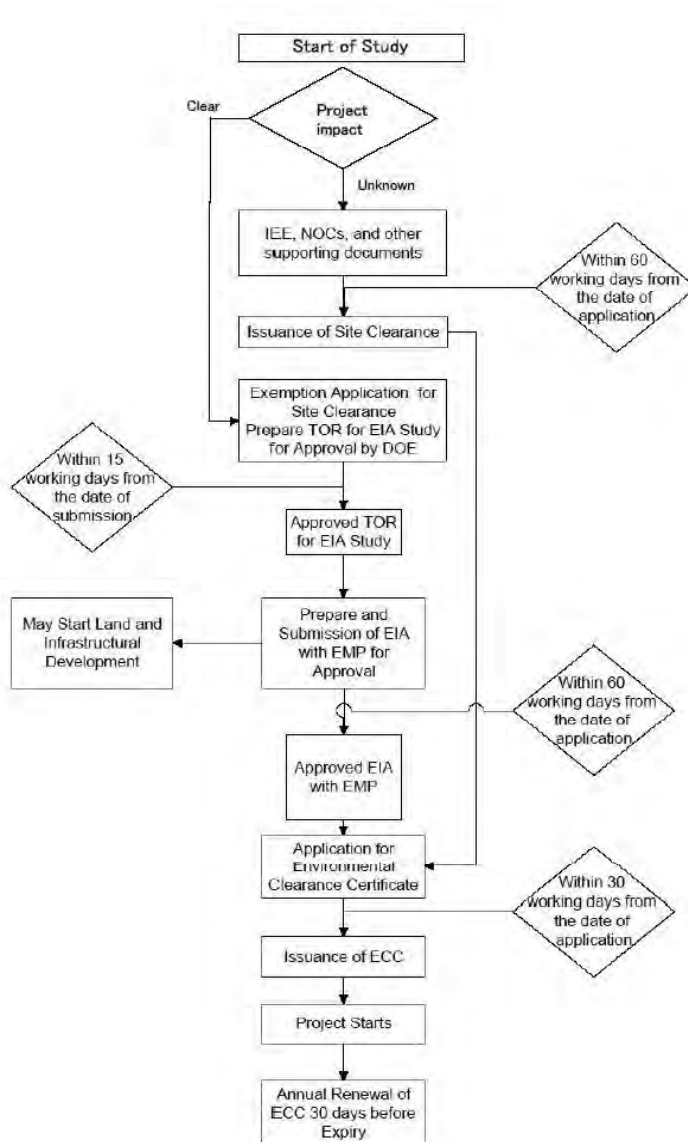 Start of Study
Clear
Project
impact
Unknown
IEE, NOCs, and other
supporting documents
Within 60
working days from
the date of
application
Issuance of Site Clearance
Exemption Application for
Site Clearance
Prepare TOR for EIA Study
for Approval by DOE
Within 15
working days from
the date of
submission
Approved TOR
for EIA Study
May Start Land and
Infrastructural
Development
Prepare and
Submission of EIA
with EMP for
Approval
Within 60
working days from
the date of
application
Approved EIA
with EMP
Application for
Environmental
Clearance Certificate
Within 30
working days from
the date of
application
Issuance of ECC
Project Starts
Annual Renewal of
ECC 30 days before
Expiry